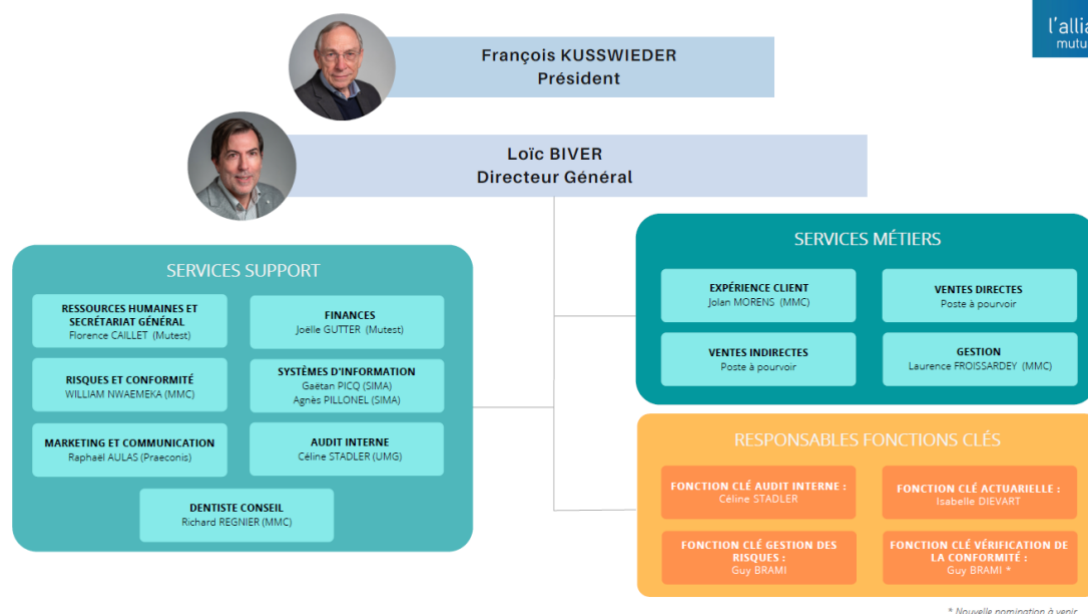 l'allia
mutu
François KUSSWIEDER
Président
Loïc BIVER
Directeur Général
SERVICES SUPPORT
RESSOURCES HUMAINES ET
SECRÉTARIAT GÉNÉRAL
Florence CAILLET (Mutest)
FINANCES
Joëlle GUTTER (Mutest)
RISQUES ET CONFORMITÉ
WILLIAM NWAEMEKA (MMC)
SYSTÈMES D'INFORMATION
Gaëtan PICQ (SIMA)
Agnès PILLONEL (SIMA)
MARKETING ET COMMUNICATION
Raphaël AULAS (Praeconis)
AUDIT INTERNE
Céline STADLER (UMG)
DENTISTE CONSEIL
Richard REGNIER (MMC)
SERVICES MÉTIERS
EXPÉRIENCE CLIENT
Jolan MORENS (MMC)
VENTES DIRECTES
Poste à pourvoir
VENTES INDIRECTES
Poste à pourvoir
GESTION
Laurence FROISSARDEY (MMC)
RESPONSABLES FONCTIONS CLÉS
FONCTION CLÉ AUDIT INTERNE :
Céline STADLER
FONCTION CLÉ ACTUARIELLE :
Isabelle DIEVART
FONCTION CLÉ GESTION DES
RISQUES :
Guy BRAMI
FONCTION CLÉ VÉRIFICATION DE
LA CONFORMITÉ :
Guy BRAMI *
* Nouvelle nomination à venir